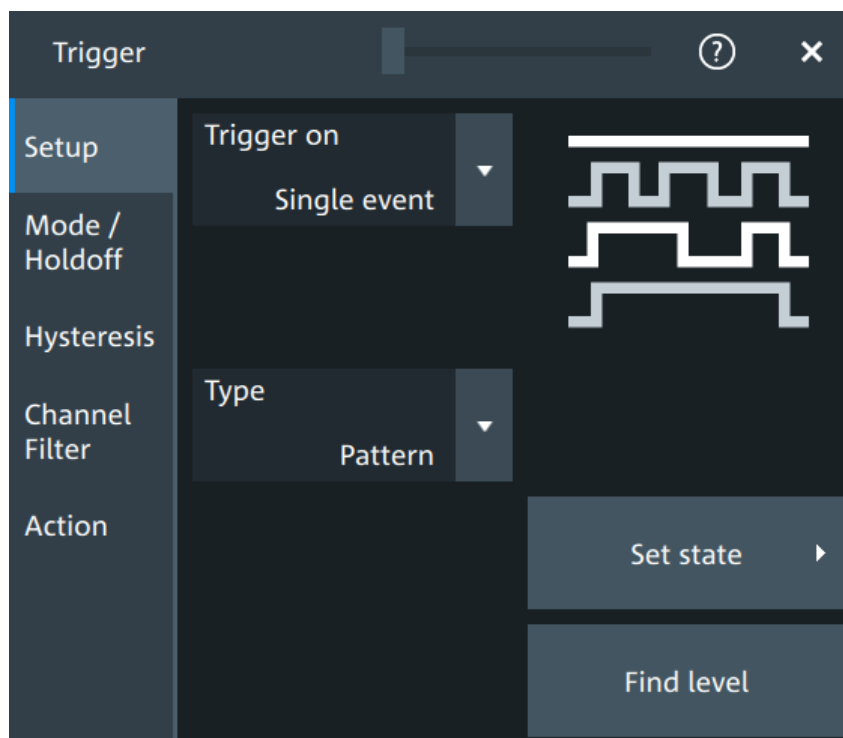 Trigger
?
Setup
Trigger on
Single event
Mode /
Holdoff
Hysteresis
Type
Pattern
Channel
Filter
Action
Set state
Find level